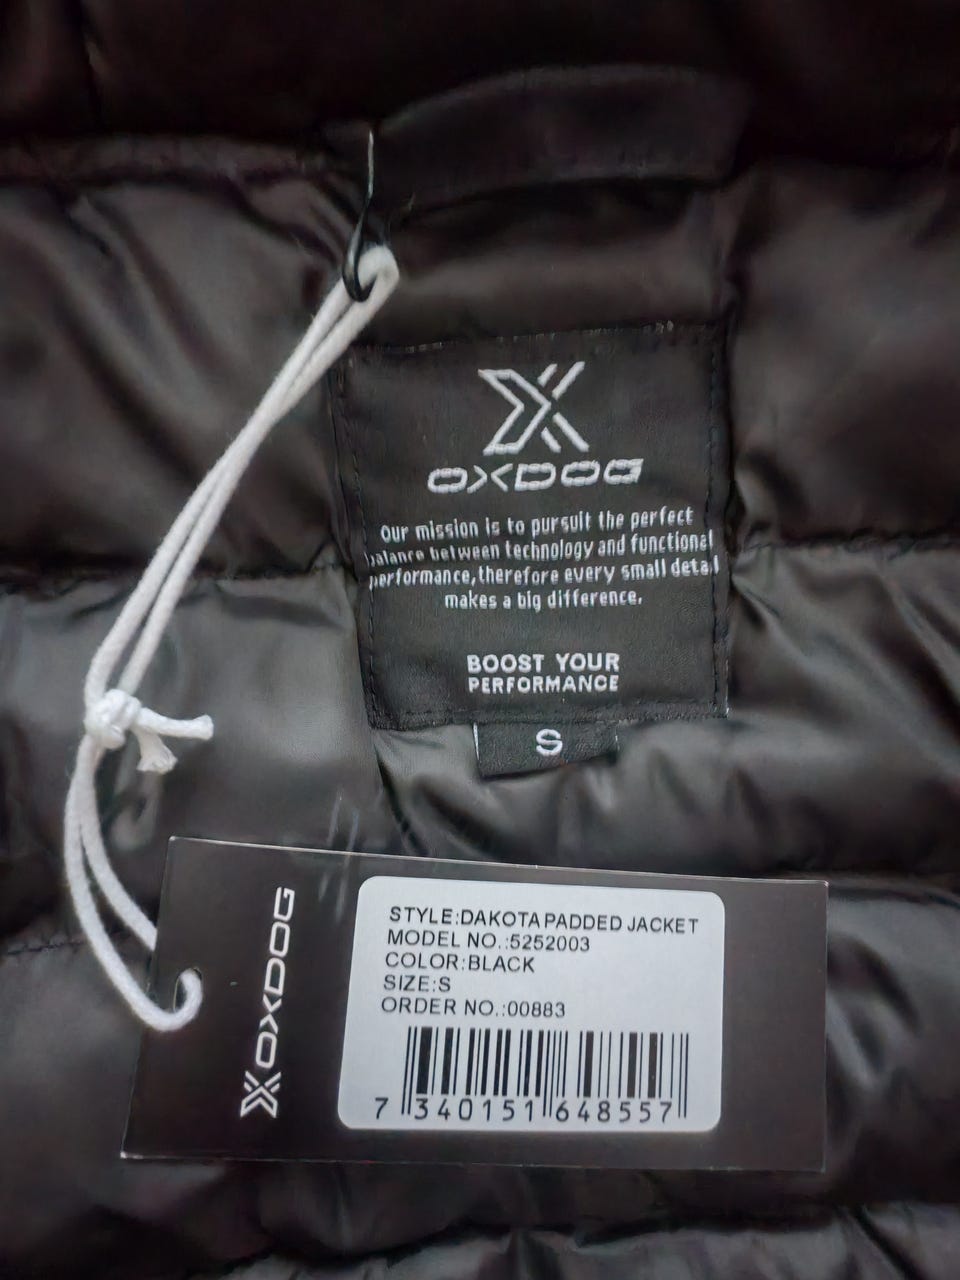 OXDOG
Our mission is to pursuit the perfect
balance between technology and functional
performance, therefore every small detail
makes a big difference.
BOOST YOUR
PERFORMANCE
S
OXDOG
STYLE:DAKOTA PADDED JACKET
MODEL NO.:5252003
COLOR:BLACK
SIZE:S
ORDER NO.:00883
7 340151 648557